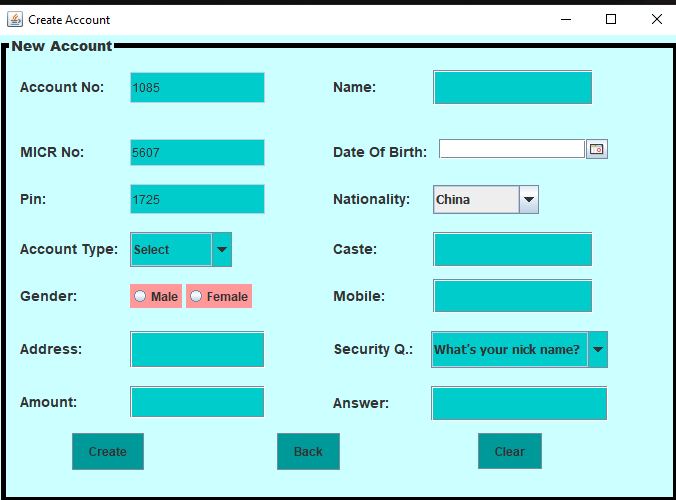 Create Account
New Account
Account No: 1085 Name:
MICR No: 5607 Date Of Birth:
Pin: 1725 Nationality: China
Account Type: Select Caste:
Gender: Male Female Mobile:
Address: Security Q.: What's your nick name?
Amount: Answer:
Create Back Clear